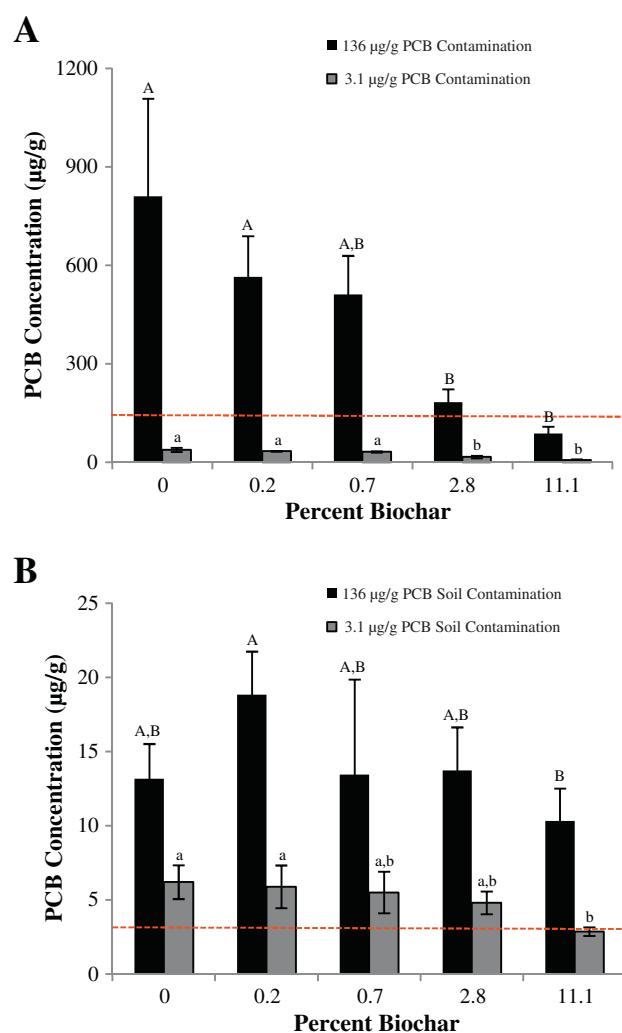 A
136 µg/g PCB Contamination
3.1 µg/g PCB Contamination
PCB Concentration (µg/g)
1200
900
600
300
0
A
A
A,B
B
B
a
a
a
b
b
0 0.2 0.7 2.8 11.1
Percent Biochar
B
136 µg/g PCB Soil Contamination
3.1 µg/g PCB Soil Contamination
PCB Concentration (µg/g)
25
20
15
10
5
0
A,B
A
A,B
A,B
B
a
a
a,b
a,b
b
0 0.2 0.7 2.8 11.1
Percent Biochar